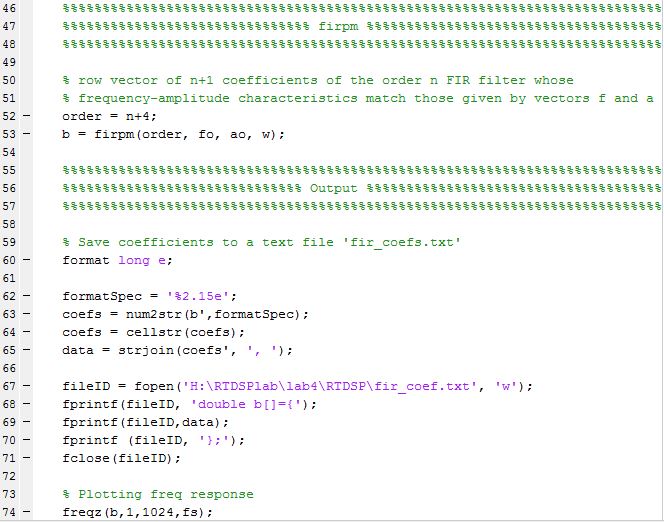 46 %%%%%%%%%%%%%%%%%%%%%%%%%%%%%%%%%%%%%%%%%%%%%%%%%%%%%%%%%%%%%%%%%%%%%%%%%%%
47 %%%%%%%%%%%%%%%%%%%%%%%%%%%%%%% firpm %%%%%%%%%%%%%%%%%%%%%%%%%%%%%%%%%%%%%
48 %%%%%%%%%%%%%%%%%%%%%%%%%%%%%%%%%%%%%%%%%%%%%%%%%%%%%%%%%%%%%%%%%%%%%%%%%%%
49
50 % row vector of n+1 coefficients of the order n FIR filter whose
51 % frequency-amplitude characteristics match those given by vectors f and a
52 – order = n+4;
53 – b = firpm(order, fo, ao, w);
54
55 %%%%%%%%%%%%%%%%%%%%%%%%%%%%%%%%%%%%%%%%%%%%%%%%%%%%%%%%%%%%%%%%%%%%%%%%%%%
56 %%%%%%%%%%%%%%%%%%%%%%%%%%%%%% Output %%%%%%%%%%%%%%%%%%%%%%%%%%%%%%%%%%%%%
57 %%%%%%%%%%%%%%%%%%%%%%%%%%%%%%%%%%%%%%%%%%%%%%%%%%%%%%%%%%%%%%%%%%%%%%%%%%%
58
59 % Save coefficients to a text file 'fir_coefs.txt'
60 – format long e;
61
62 – formatSpec = '%2.15e';
63 – coefs = num2str(b',formatSpec);
64 – coefs = cellstr(coefs);
65 – data = strjoin(coefs', ', ');
66
67 – fileID = fopen('H:\RTDSPlab\lab4\RTDSP\fir_coef.txt', 'w');
68 – fprintf(fileID, 'double b[]={');
69 – fprintf(fileID,data);
70 – fprintf (fileID, '};');
71 – fclose(fileID);
72
73 % Plotting freq response
74 – freqz(b,1,1024,fs);